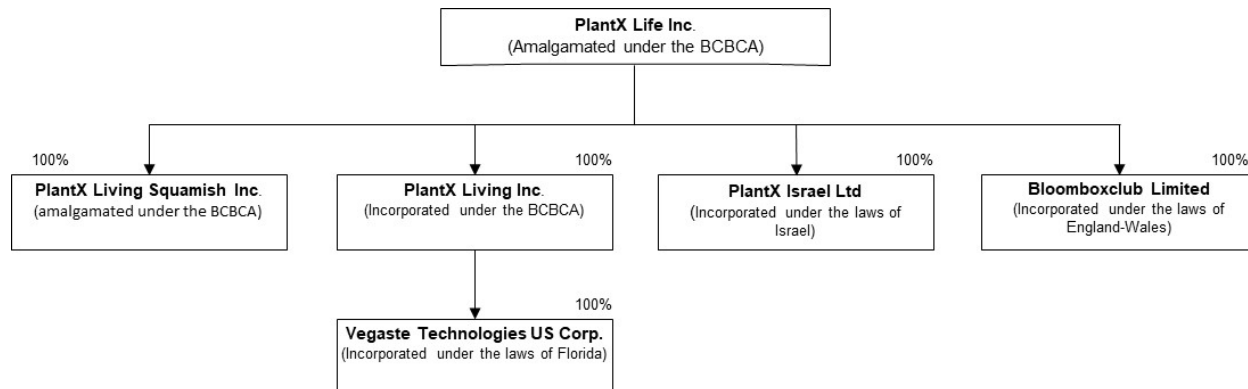 PlantX Life Inc.
(Amalgamated under the BCBCA)
100%
100%
100%
100%
PlantX Living Squamish Inc.
(amalgamated under the BCBCA)
PlantX Living Inc.
(Incorporated under the BCBCA)
PlantX Israel Ltd
(Incorporated under the laws of
Israel)
Bloomboxclub Limited
(Incorporated under the laws of
England-Wales)
100%
Vegaste Technologies US Corp.
(Incorporated under the laws of Florida)